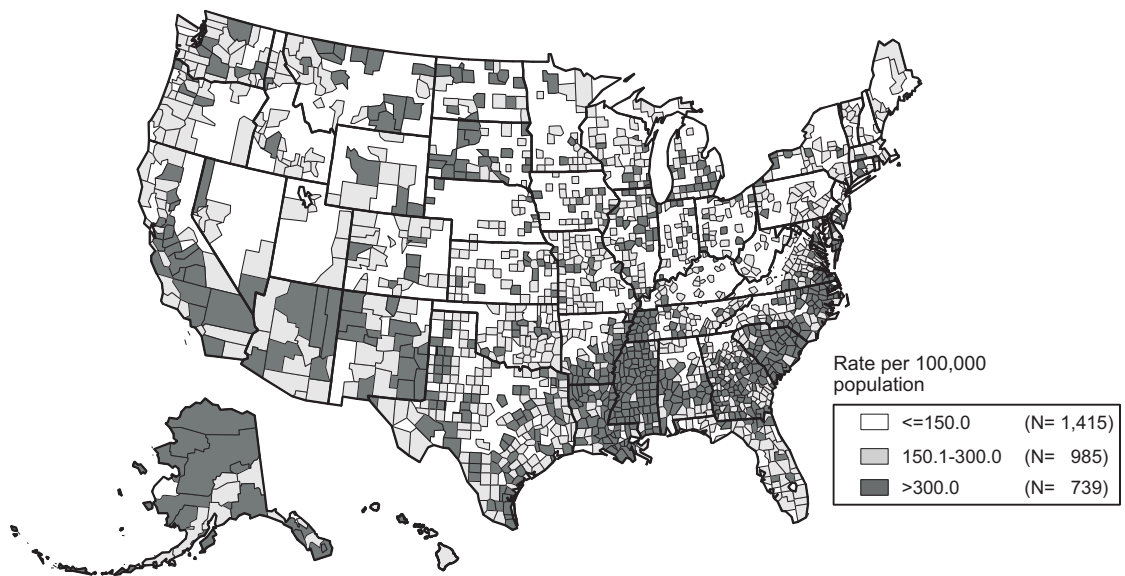 Rate per 100,000
population
<=150.0 (N= 1,415)
150.1-300.0 (N= 985)
>300.0 (N= 739)